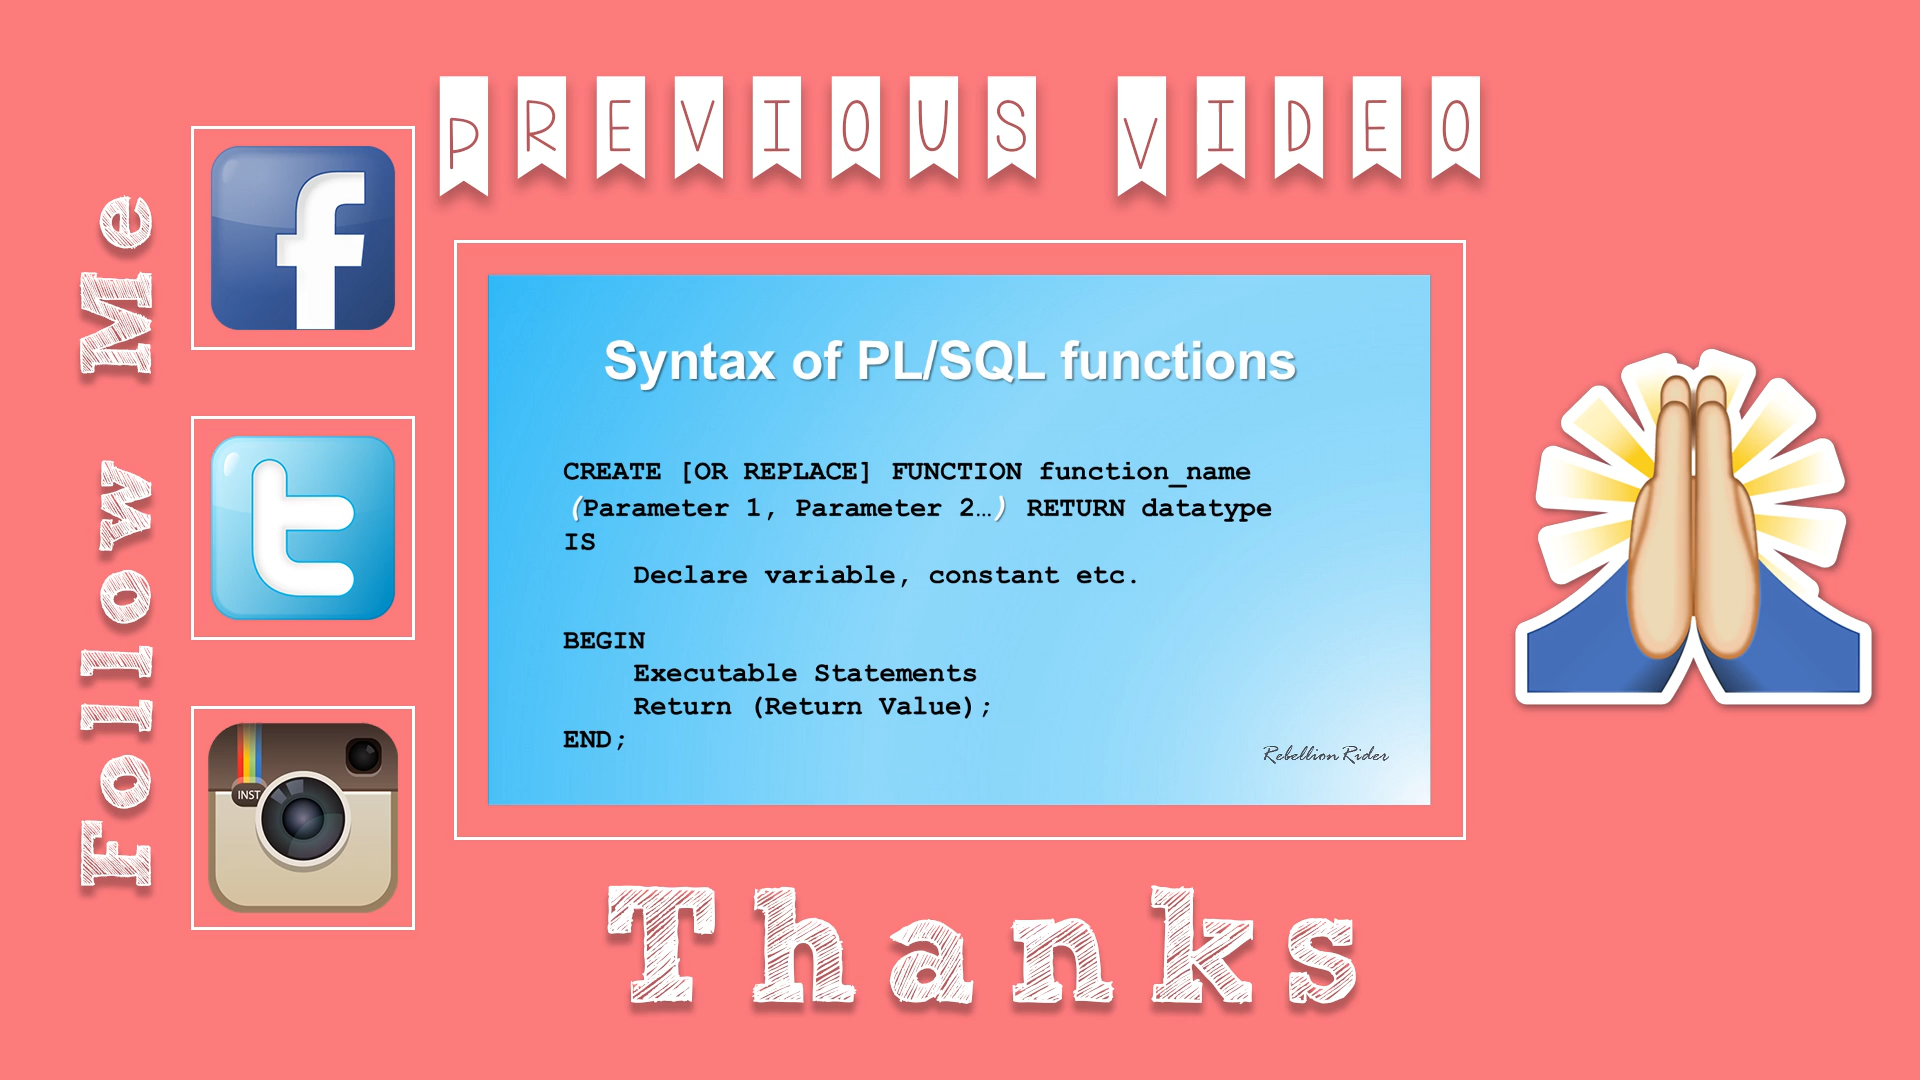 PREVIOUS VIDEO
Follow Me
f
t
INST
Syntax of PL/SQL functions
CREATE [OR REPLACE] FUNCTION function_name
(Parameter 1, Parameter 2…) RETURN datatype
IS
Declare variable, constant etc.
BEGIN
Executable Statements
Return (Return Value);
END;
Rebellion Rider
Thanks